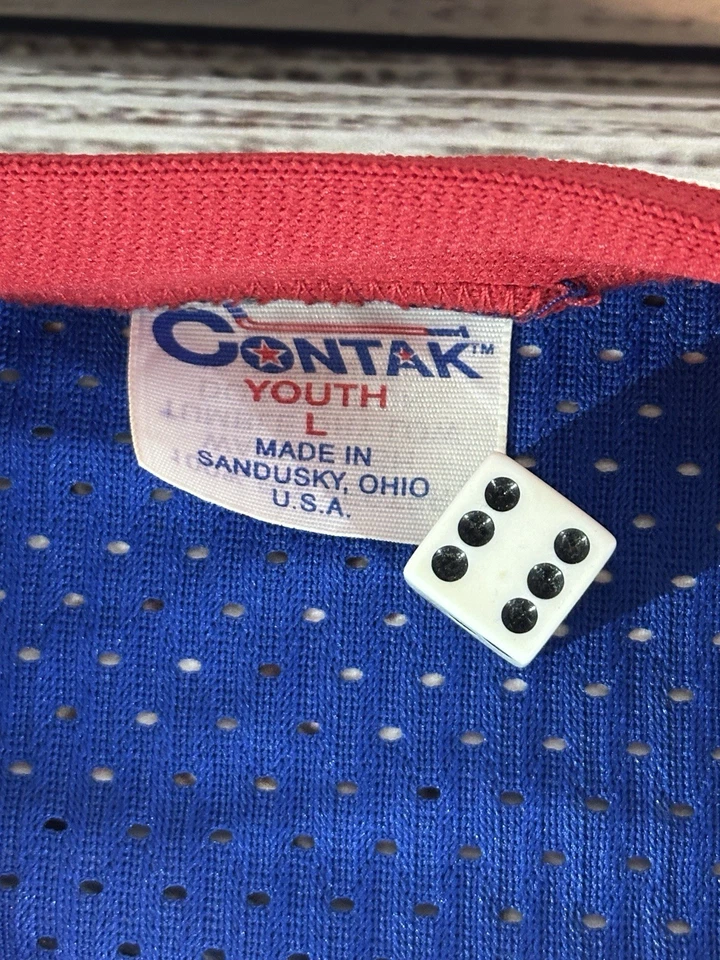 CONTAK™
YOUTH
L
MADE IN
SANDUSKY, OHIO
U.S.A.